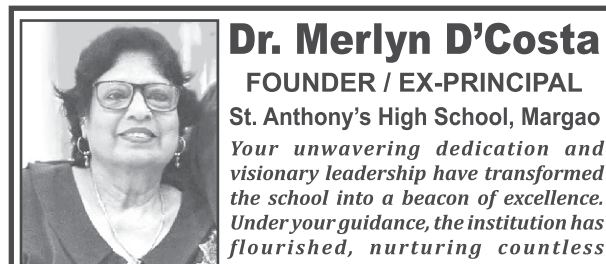 Dr. Merlyn D’Costa
FOUNDER / EX-PRINCIPAL
St. Anthony’s High School, Margao
Your unwavering dedication and
visionary leadership have transformed
the school into a beacon of excellence.
Under your guidance, the institution has
flourished, nurturing countless